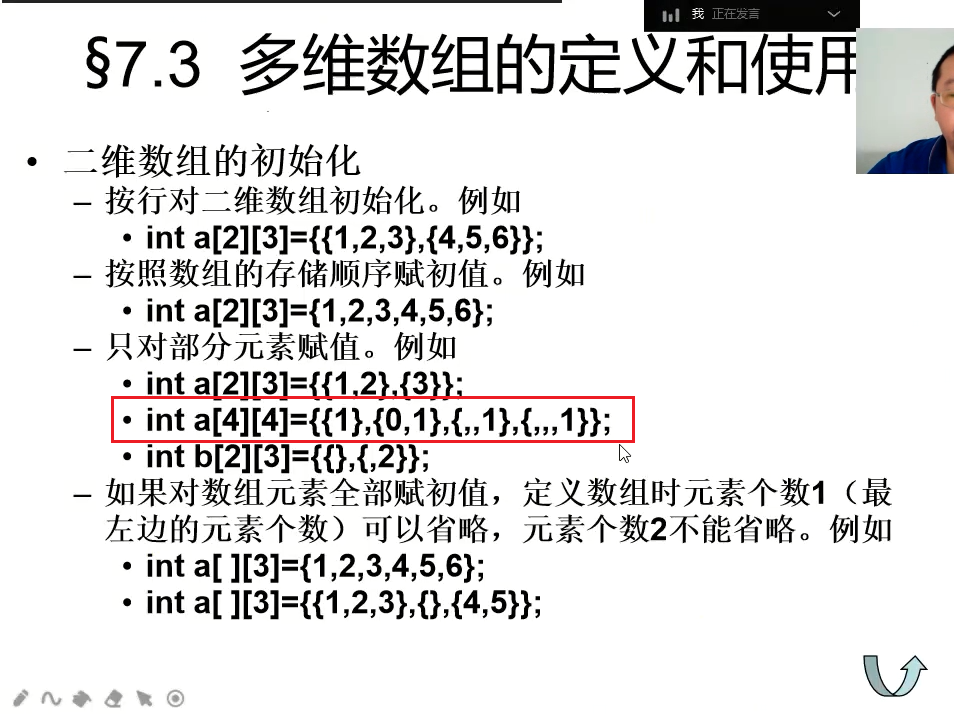 我 正在发言
§7.3 多维数组的定义和使用
• 二维数组的初始化
– 按行对二维数组初始化。例如
• int a[2][3]={{1,2,3},{4,5,6}};
– 按照数组的存储顺序赋初值。例如
• int a[2][3]={1,2,3,4,5,6};
– 只对部分元素赋值。例如
• int a[2][3]={{1,2},{3}};
• int a[4][4]={{1},{0,1},{,,1},{,,,1}};
• int b[2][3]={{},{,2}};
– 如果对数组元素全部赋初值，定义数组时元素个数1（最
左边的元素个数）可以省略，元素个数2不能省略。例如
• int a[ ][3]={1,2,3,4,5,6};
• int a[ ][3]={{1,2,3},{},{4,5}};